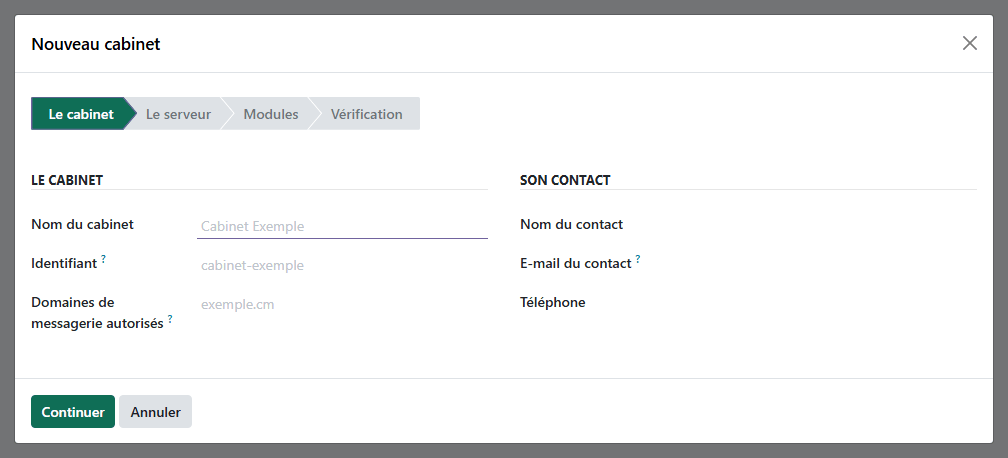 Nouveau cabinet
Le cabinet
Le serveur
Modules
Vérification
LE CABINET
Nom du cabinet
Cabinet Exemple
Identifiant ?
cabinet-exemple
Domaines de
messagerie autorisés ?
exemple.cm
SON CONTACT
Nom du contact
E-mail du contact ?
Téléphone
Continuer
Annuler